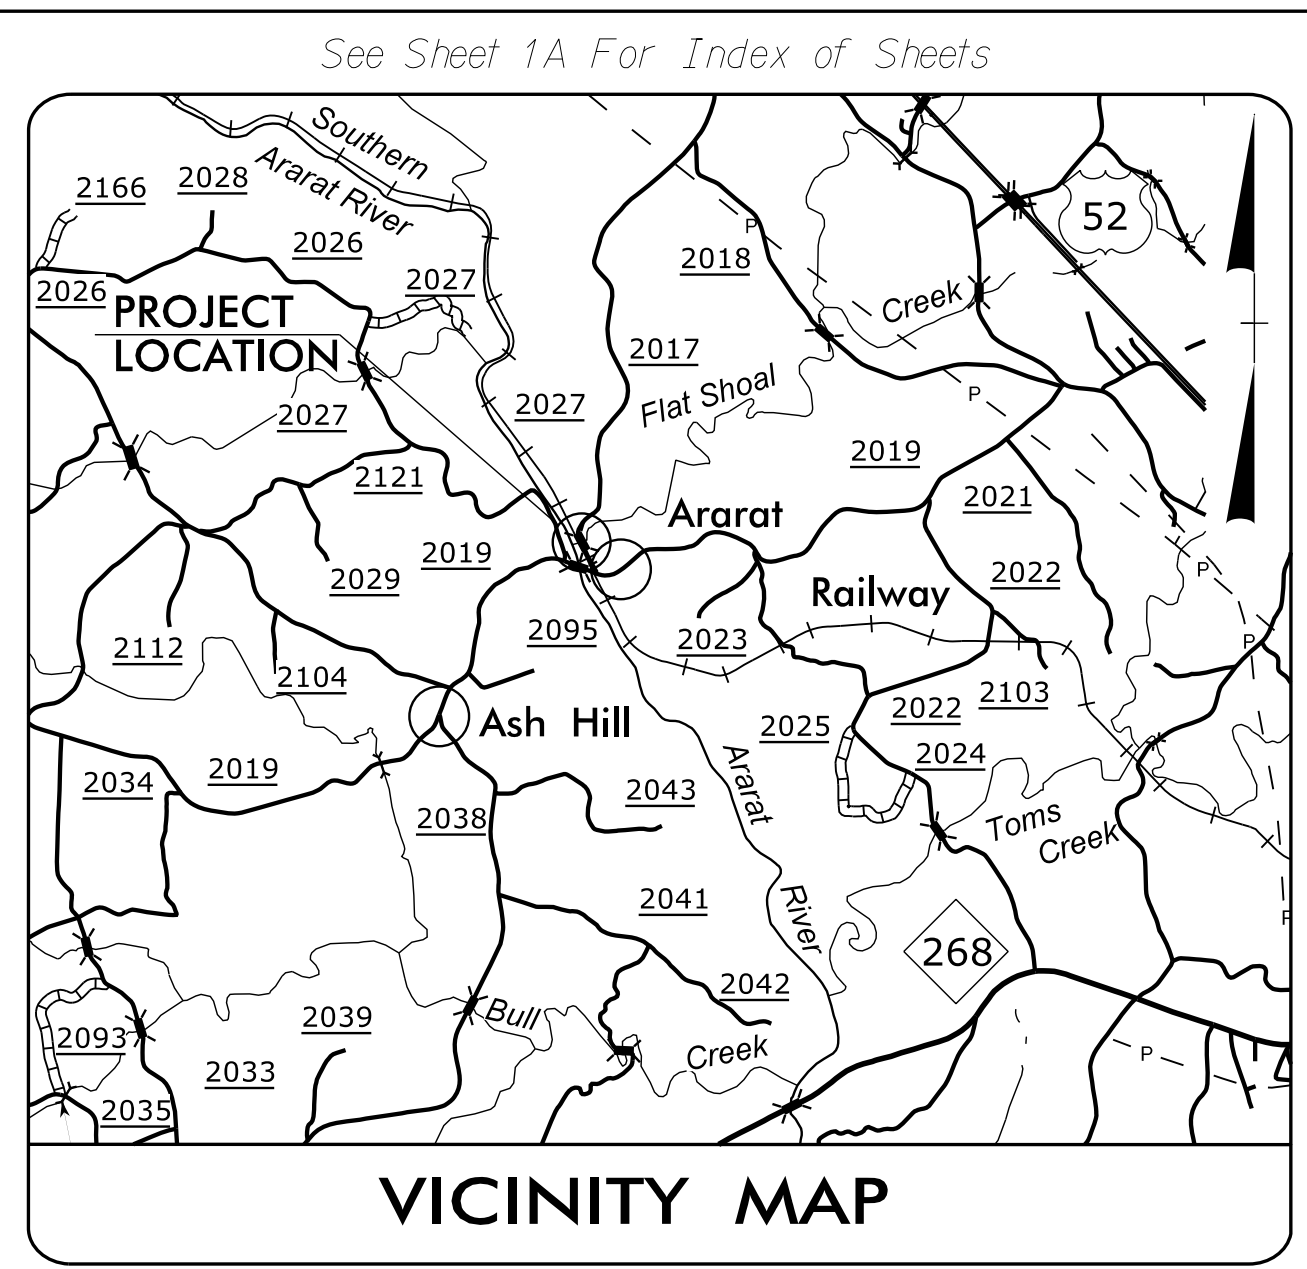 See Sheet 1A For Index of Sheets
Southern
Ararat River
2166
2028
2026
52
2018
2027
2026
Creek
PROJECT
LOCATION
2017
Flat Shoal
2027
2027
P
P
2019
2121
2021
Ararat
2019
2029
2022
P
Railway
2095
2023
P
2112
2104
2103
2022
Ash Hill
2025
2024
Ararat
2019
2034
2043
2038
Toms
Creek
2041
River
P
268
2042
Bull
2039
2093
Creek
P
2033
2035
VICINITY MAP